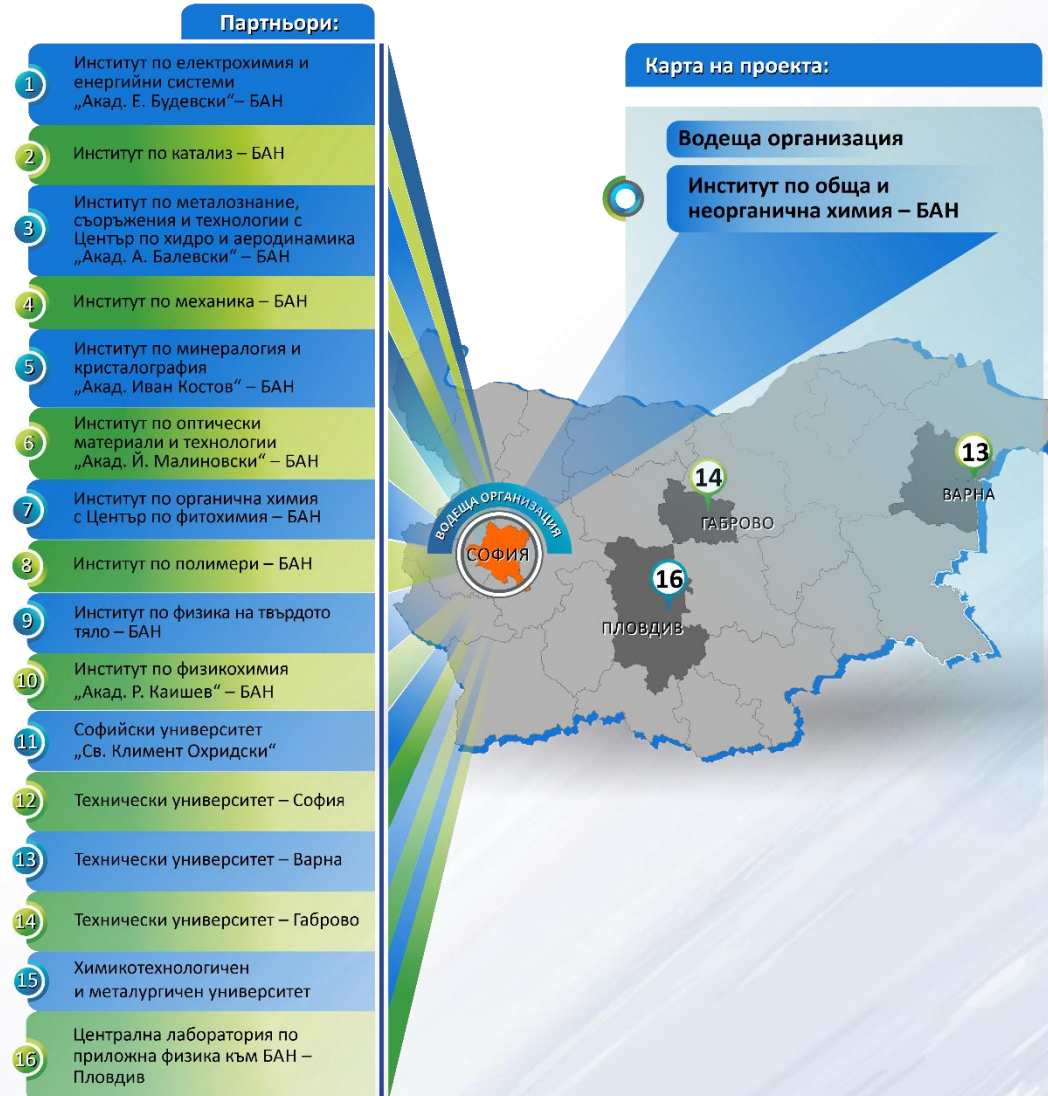 Партньори:
1
Институт по електрохимия и
енергийни системи
„Акад. Е. Будевски“– БАН
2
Институт по катализ – БАН
3
Институт по металознание,
съоръжения и технологии с
Център по хидро и аеродинамика
„Акад. А. Балевски“ – БАН
4
Институт по механика – БАН
5
Институт по минералогия и
кристалография
„Акад. Иван Костов“ – БАН
6
Институт по оптически
материали и технологии
„Акад. Й. Малиновски“ – БАН
7
Институт по органична химия
с Център по фитохимия – БАН
8
Институт по полимери – БАН
9
Институт по физика на твърдото
тяло – БАН
10
Институт по физикохимия
„Акад. Р. Каишев“ – БАН
11
Софийски университет
„Св. Климент Охридски“
12
Технически университет – София
13
Технически университет – Варна
14
Технически университет – Габрово
15
Химикотехнологичен
и металургичен университет
16
Централна лаборатория по
приложна физика към БАН –
Пловдив
Карта на проекта:
Водеща организация
Институт по обща и
неорганична химия – БАН
ВОДЕЩА ОРГАНИЗАЦИЯ
СОФИЯ
14
ГАБРОВО
13
ВАРНА
16
ПЛОВДИВ